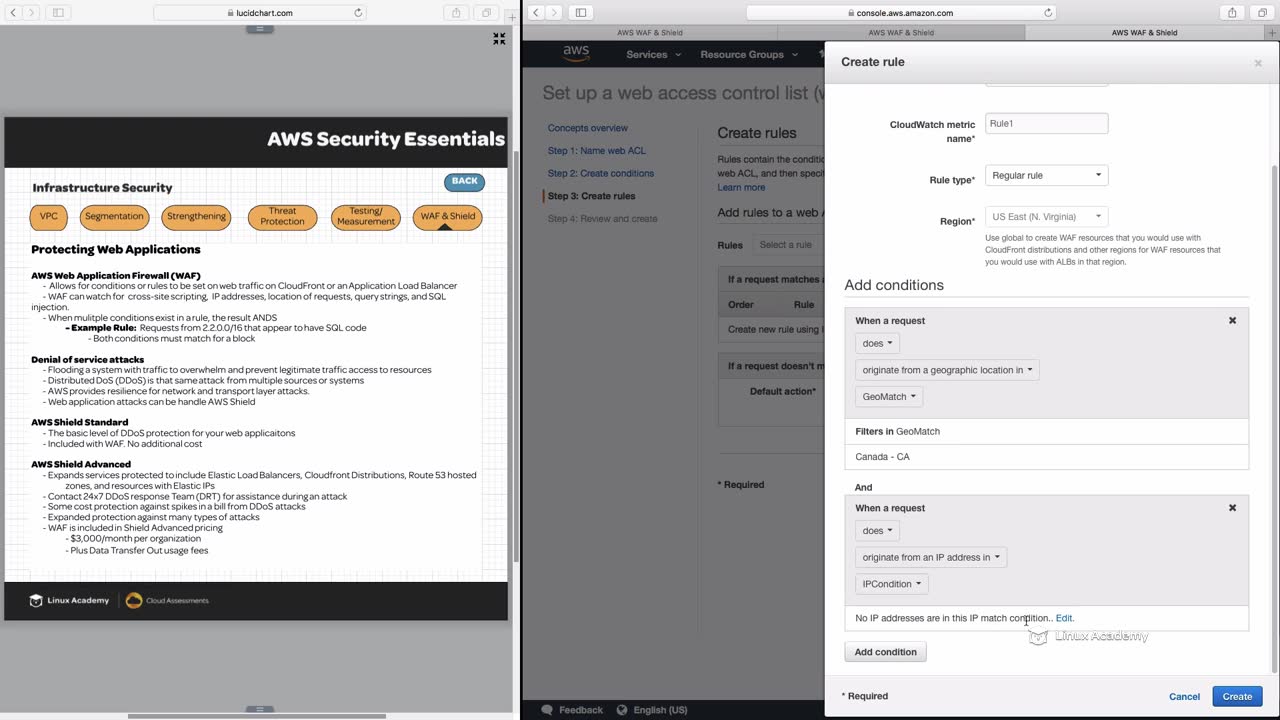 lucidchart.com
console.aws.amazon.com
AWS WAF & Shield
AWS WAF & Shield
AWS WAF & Shield
AWS Security Essentials
Infrastructure Security
BACK
VPC
Segmentation
Strengthening
Threat
Protection
Testing/
Measurement
WAF & Shield
Protecting Web Applications
AWS Web Application Firewall (WAF)
- Allows for conditions or rules to be set on web traffic on CloudFront or an Application Load Balancer
- WAF can watch for cross-site scripting, IP addresses, location of requests, query strings, and SQL
injection.
- When mulitple conditions exist in a rule, the result ANDS
- Example Rule: Requests from 2.2.0.0/16 that appear to have SQL code
- Both conditions must match for a block
Denial of service attacks
- Flooding a system with traffic to overwhelm and prevent legitimate traffic access to resources
- Distributed DoS (DDoS) is that same attack from multiple sources or systems
- AWS provides resilience for network and transport layer attacks.
- Web application attacks can be handle AWS Shield
AWS Shield Standard
- The basic level of DDoS protection for your web applicaitons
- Included with WAF. No additional cost
AWS Shield Advanced
- Expands services protected to include Elastic Load Balancers, Cloudfront Distributions, Route 53 hosted
zones, and resources with Elastic IPs
- Contact 24x7 DDoS response Team (DRT) for assistance during an attack
- Some cost protection against spikes in a bill from DDoS attacks
- Expanded protection against many types of attacks
- WAF is included in Shield Advanced pricing
- $3,000/month per organization
- Plus Data Transfer Out usage fees
Linux Academy
Cloud Assessments
aws
Services
Resource Groups
Set up a web access control list (
Concepts overview
Step 1: Name web ACL
Step 2: Create conditions
Step 3: Create rules
Step 4: Review and create
Create rules
Rules contain the conditio
web ACL, and then specif
Learn more
Add rules to a web A
Rules
Select a rule
If a request matches a
Order
Rule
Create new rule using
If a request doesn't m
Default action*
* Required
Feedback
English (US)
Create rule
CloudWatch metric
name*
Rule1
Rule type*
Regular rule
Region*
US East (N. Virginia)
Use global to create WAF resources that you would use with
CloudFront distributions and other regions for WAF resources that
you would use with ALBs in that region.
Add conditions
When a request
does
originate from a geographic location in
GeoMatch
Filters in GeoMatch
Canada - CA
And
When a request
does
originate from an IP address in
IPCondition
No IP addresses are in this IP match condition.. Edit.
Linux Academy
Add condition
* Required
Cancel
Create